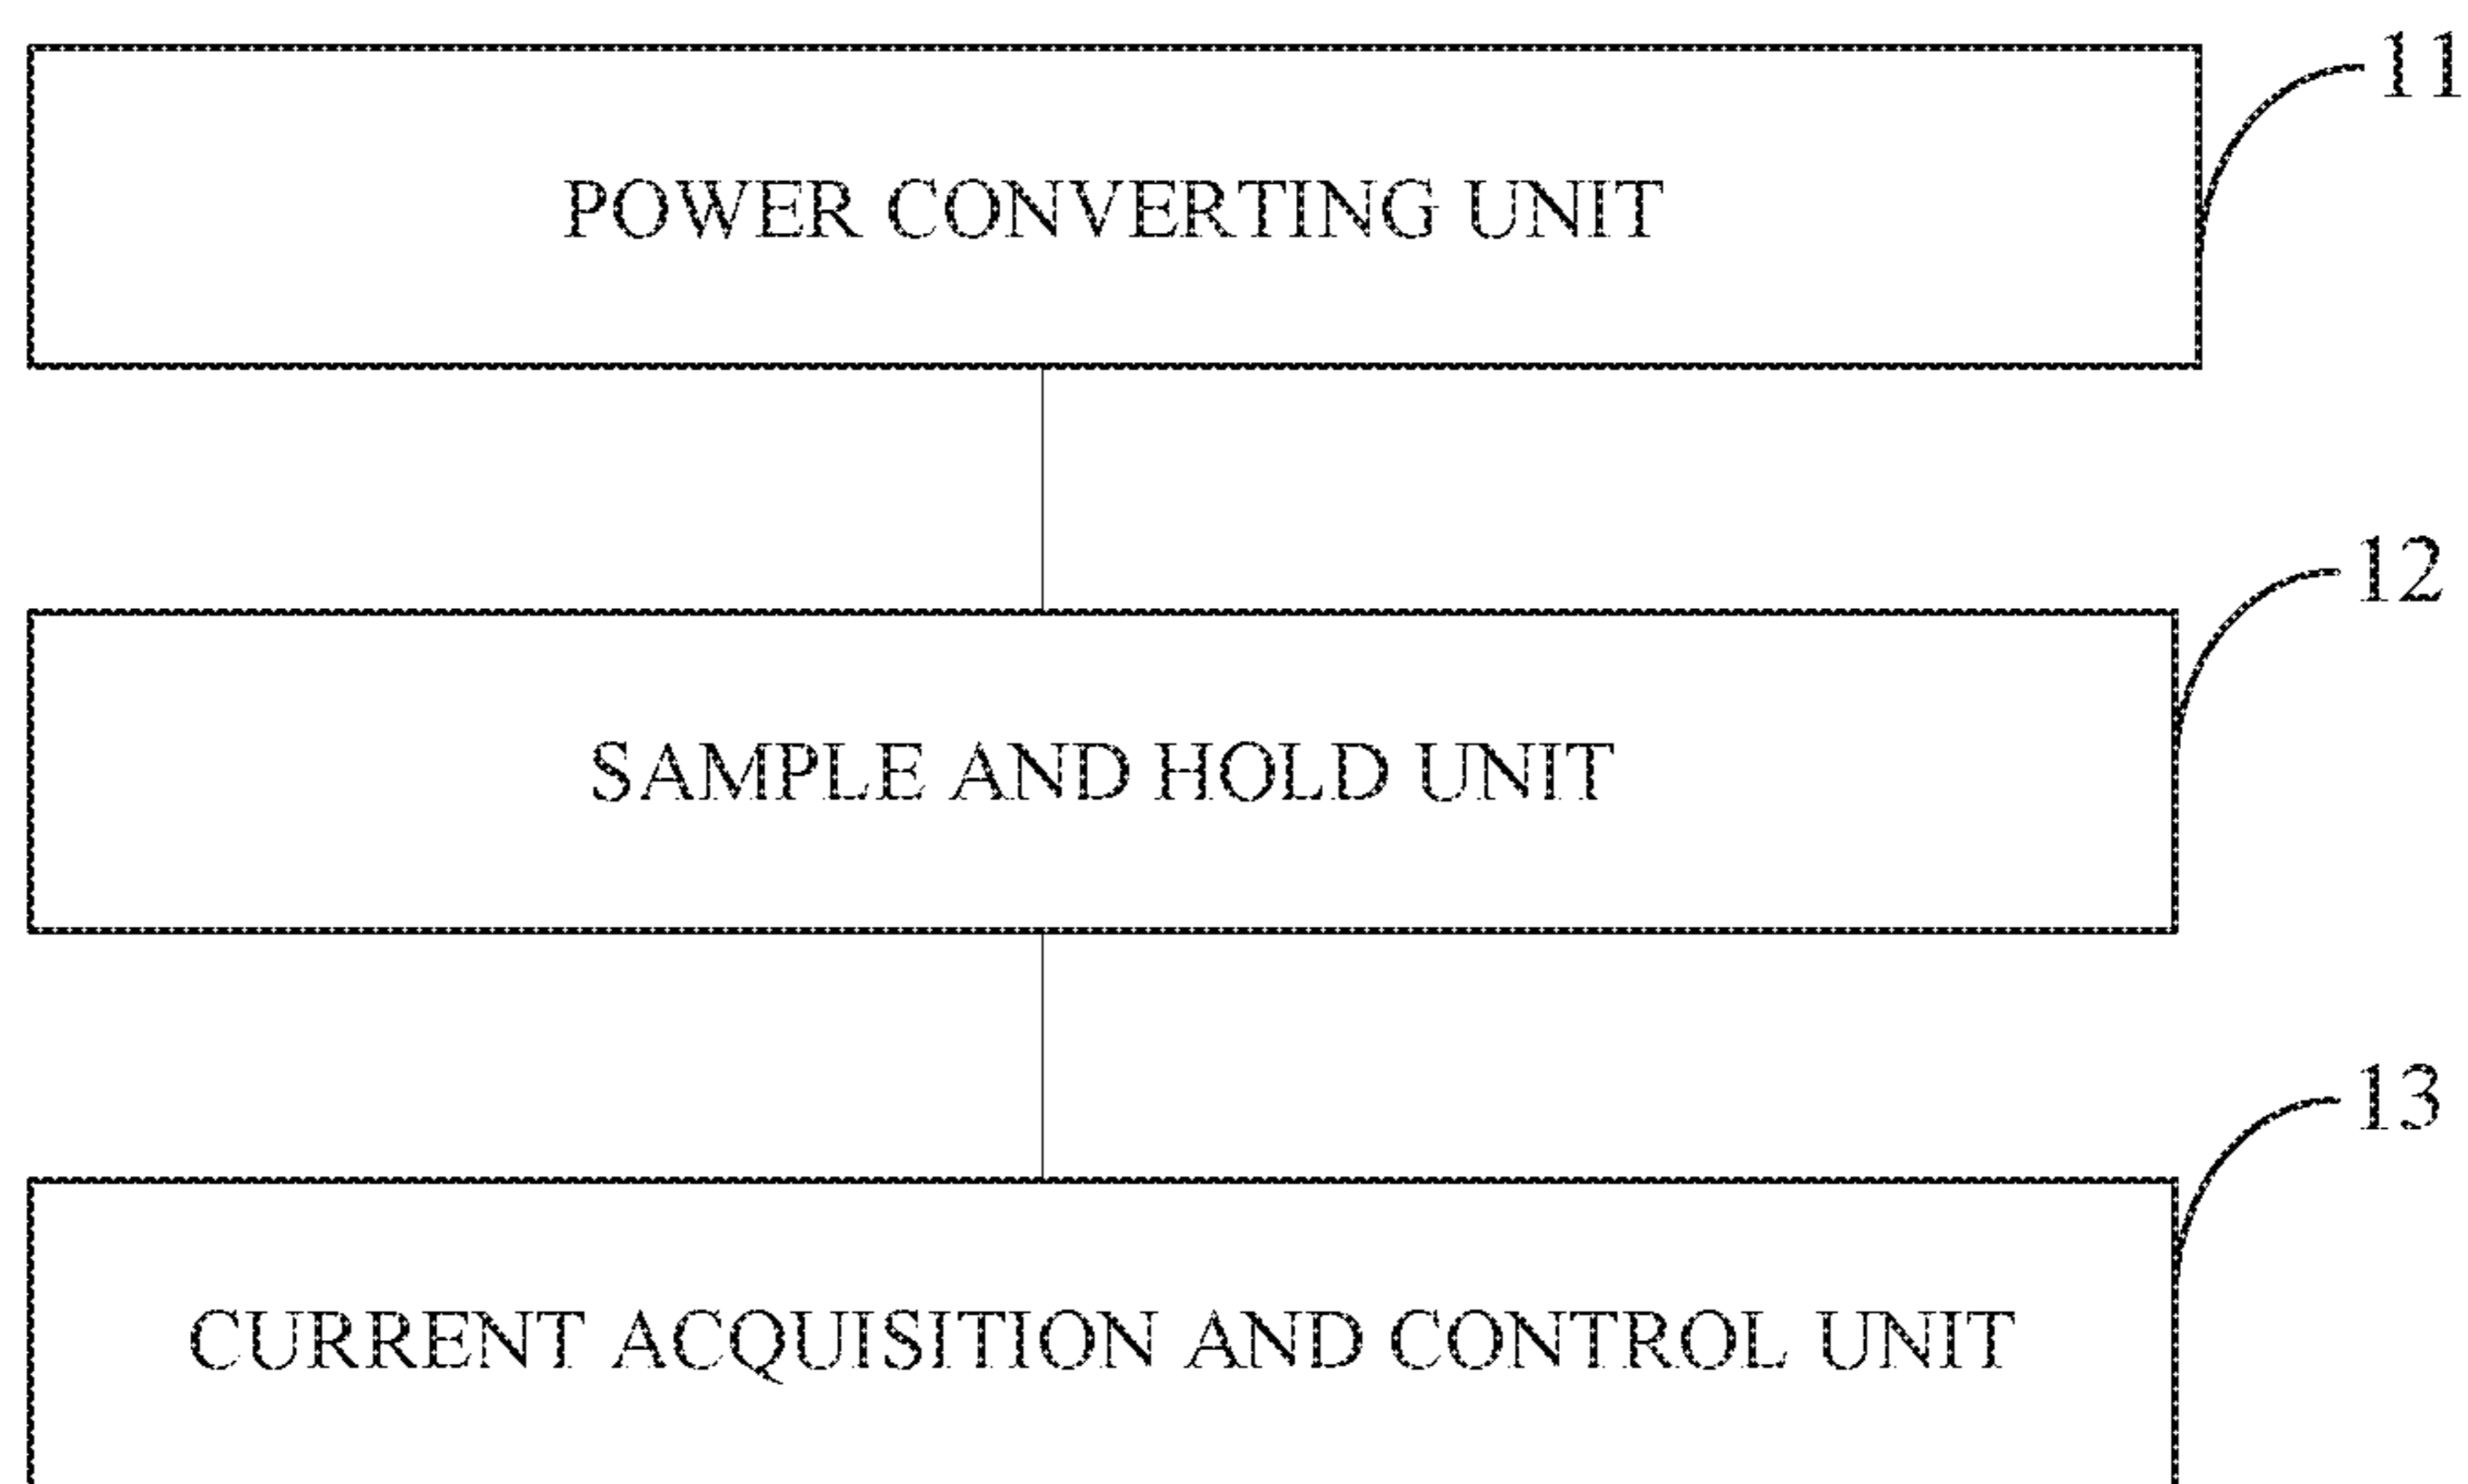 11
POWER CONVERTING UNIT
12
SAMPLE AND HOLD UNIT
13
CURRENT ACQUISITION AND CONTROL UNIT